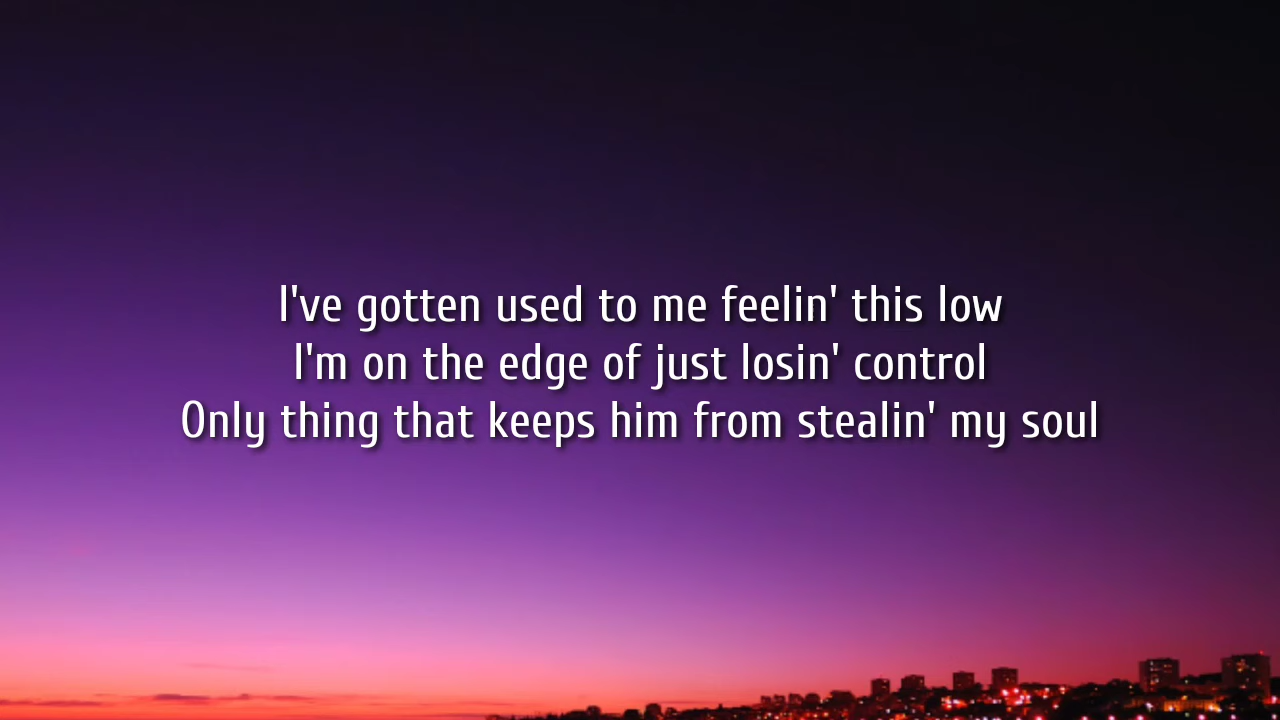 I've gotten used to me feelin' this low
I'm on the edge of just losin' control
Only thing that keeps him from stealin' my soul